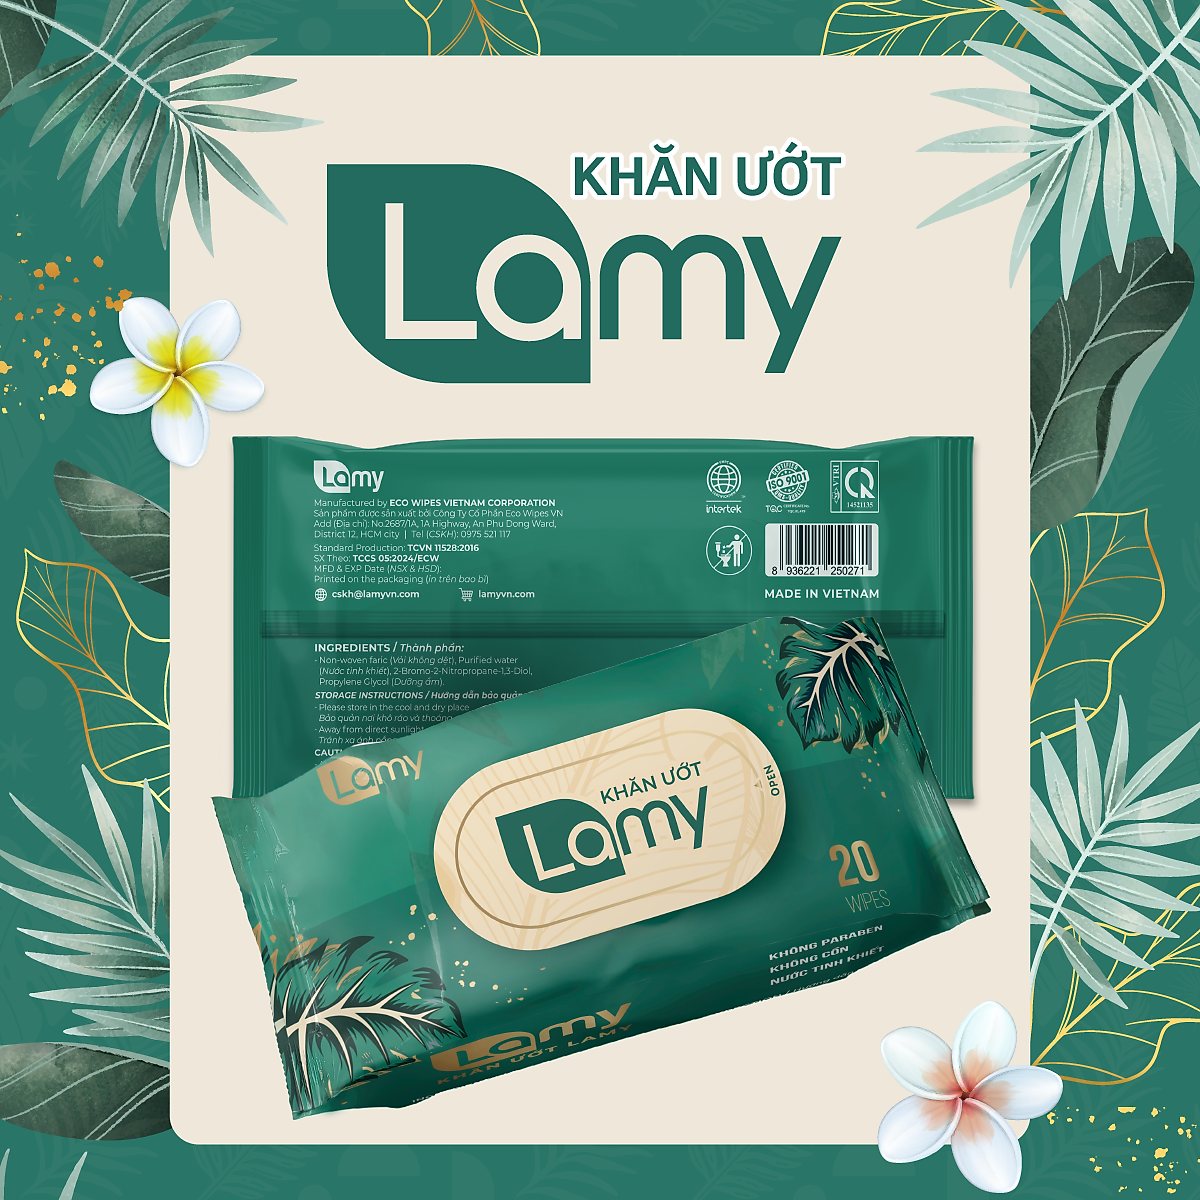 KHĂN ƯỚT
Lamy
Lamy
Manufactured by ECO WIPES VIETNAM CORPORATION
Sản phẩm được sản xuất bởi Công Ty Cổ Phần Eco Wipes VN
Add (Địa chỉ): No.2687/1A, 1A Highway, An Phu Dong Ward,
District 12, HCM city | Tel (CSKH): 0975 521 117
Standard Production: TCVN 11528:2016
SX Theo: TCCS 05:2024/ECW
MFD & EXP Date (NSX & HSD):
Printed on the packaging (in trên bao bì)
cskh@lamyvn.com
lamyvn.com
intertek
CERTIFIED
ISO 9001
TQC
VTRI
14521135
8 936221 250271
MADE IN VIETNAM
INGREDIENTS / Thành phần:
- Non-woven faric (Vải không dệt), Purified water
(Nước tinh khiết), 2-Bromo-2-Nitropropane-1,3-Diol,
Propylene Glycol (Dưỡng ẩm).
STORAGE INSTRUCTIONS / Hướng dẫn bảo quản
- Please store in the cool and dry place
Bảo quản nơi khô ráo và thoáng
- Away from direct sunlight
Tránh xa ánh
Lamy
KHĂN ƯỚT
Lamy
OPEN
20
WIPES
KHÔNG PARABEN
KHÔNG CỒN
NƯỚC TINH KHIẾT
Lamy
KHĂN ƯỚT LAMY